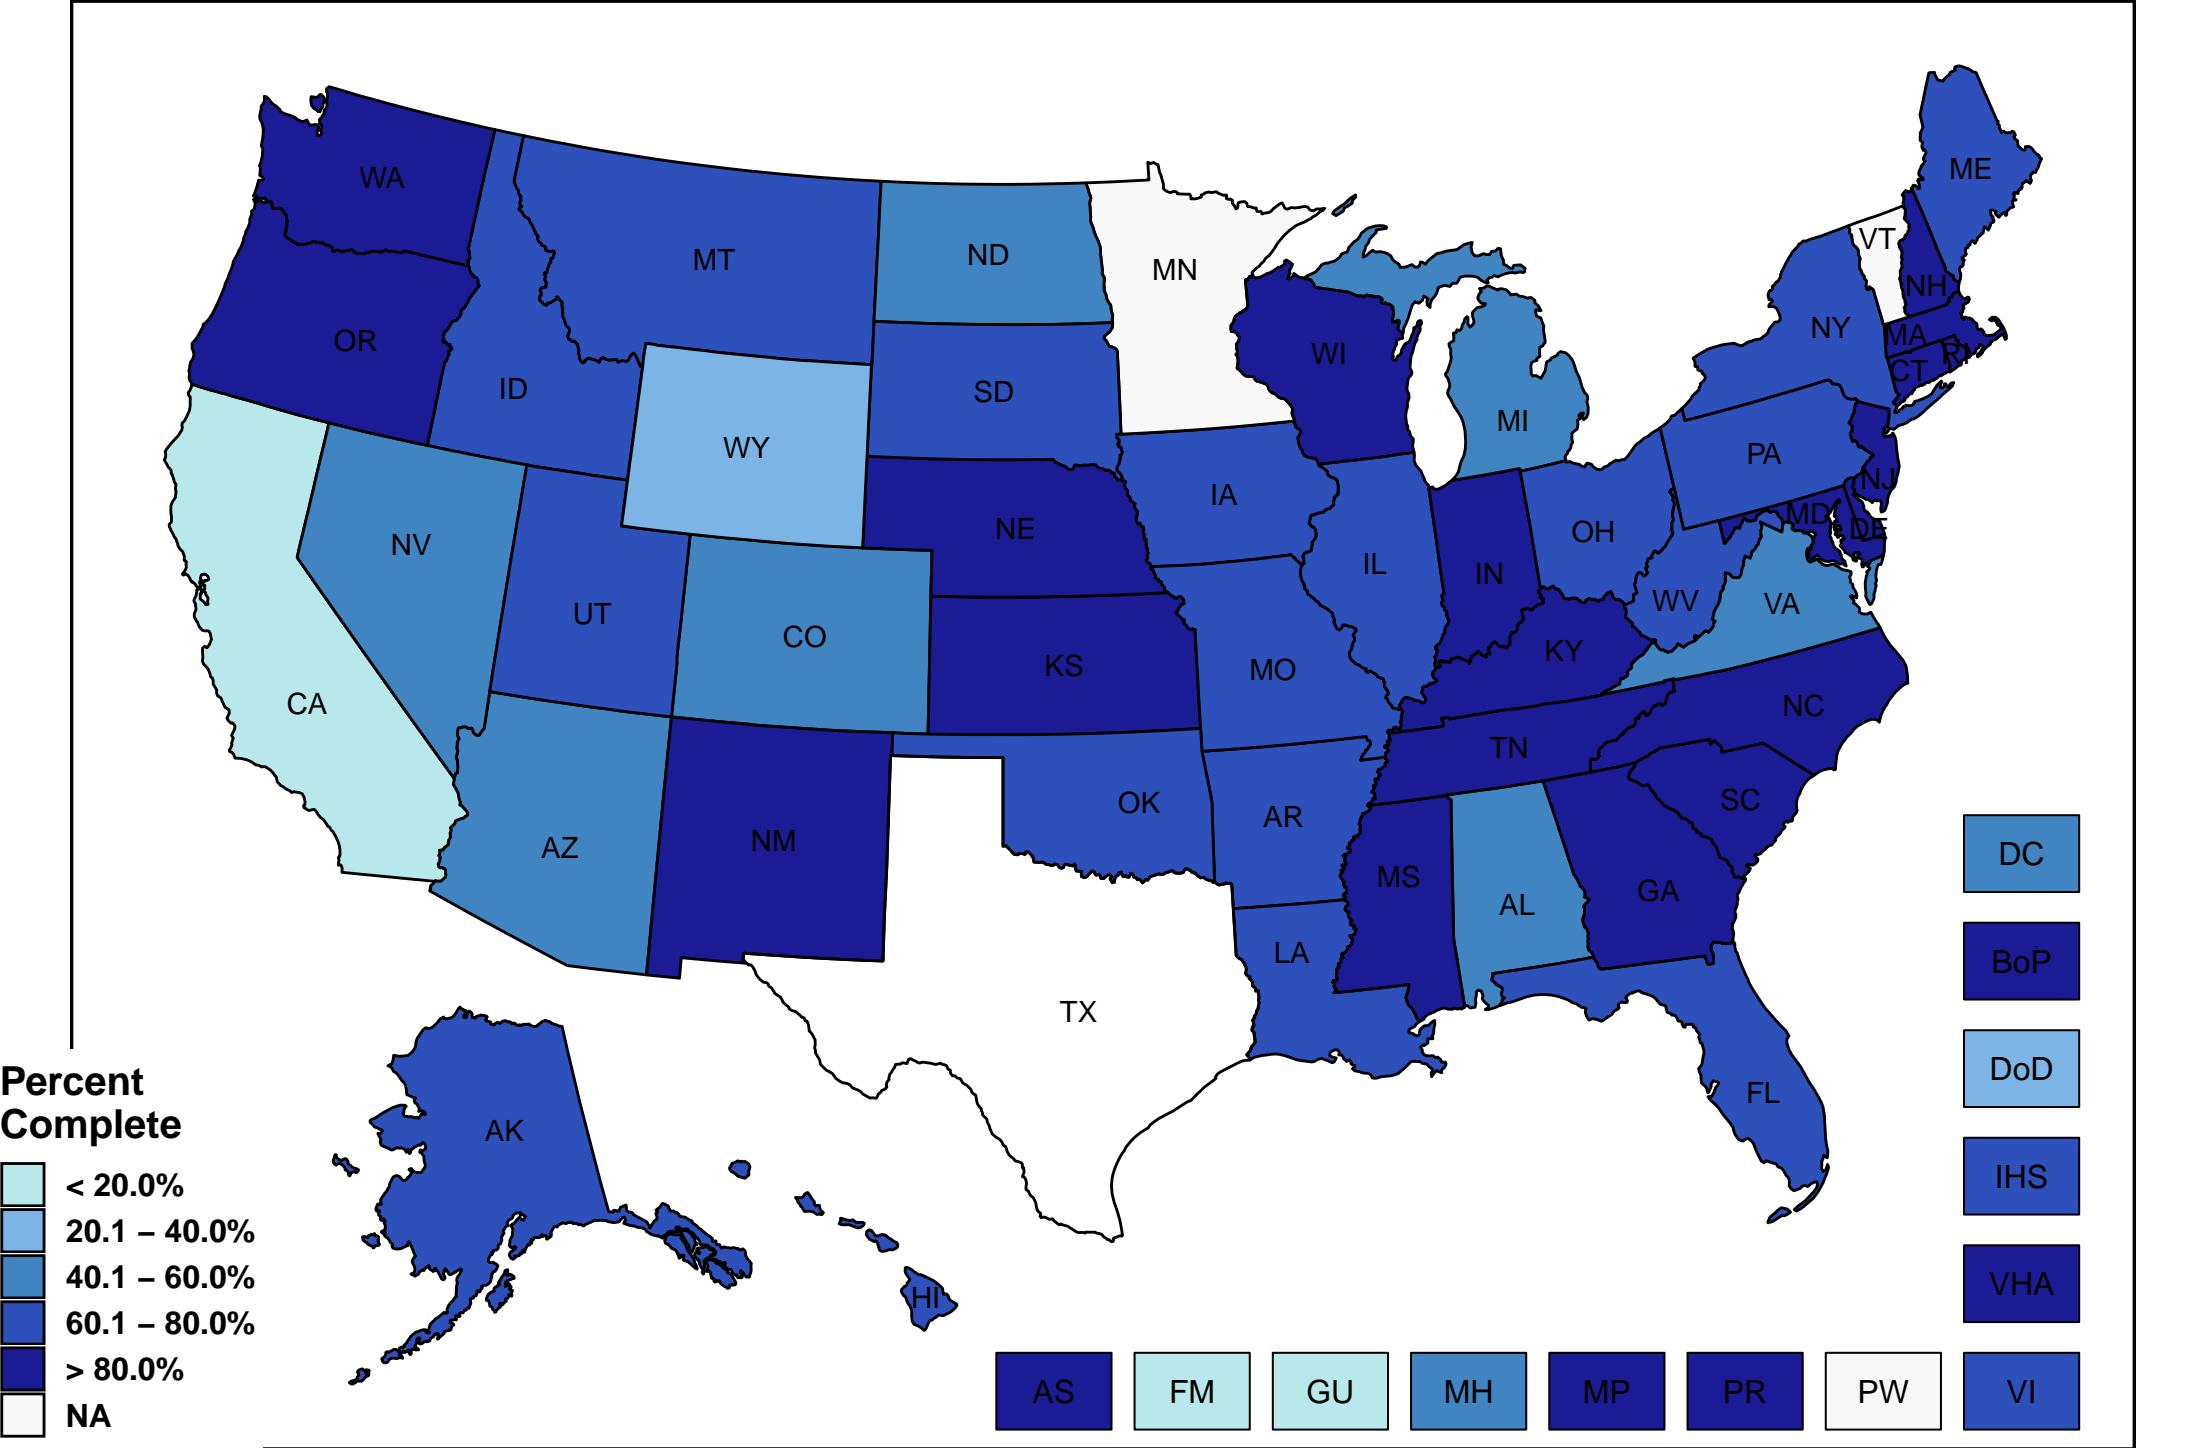 WA
ME
VT
MT
ND
MN
NH
NY
MA
OR
WI
RI
CT
ID
SD
MI
WY
PA
NJ
IA
MD
NE
DE
OH
NV
IL
IN
WV
VA
UT
CO
KY
KS
MO
CA
NC
TN
SC
OK
AR
NM
AZ
MS
GA
AL
DC
LA
BoP
TX
DoD
FL
AK
IHS
HI
VHA
Percent
Complete
< 20.0%
20.1 – 40.0%
40.1 – 60.0%
60.1 – 80.0%
> 80.0%
NA
AS
FM
GU
MH
MP
PR
PW
VI